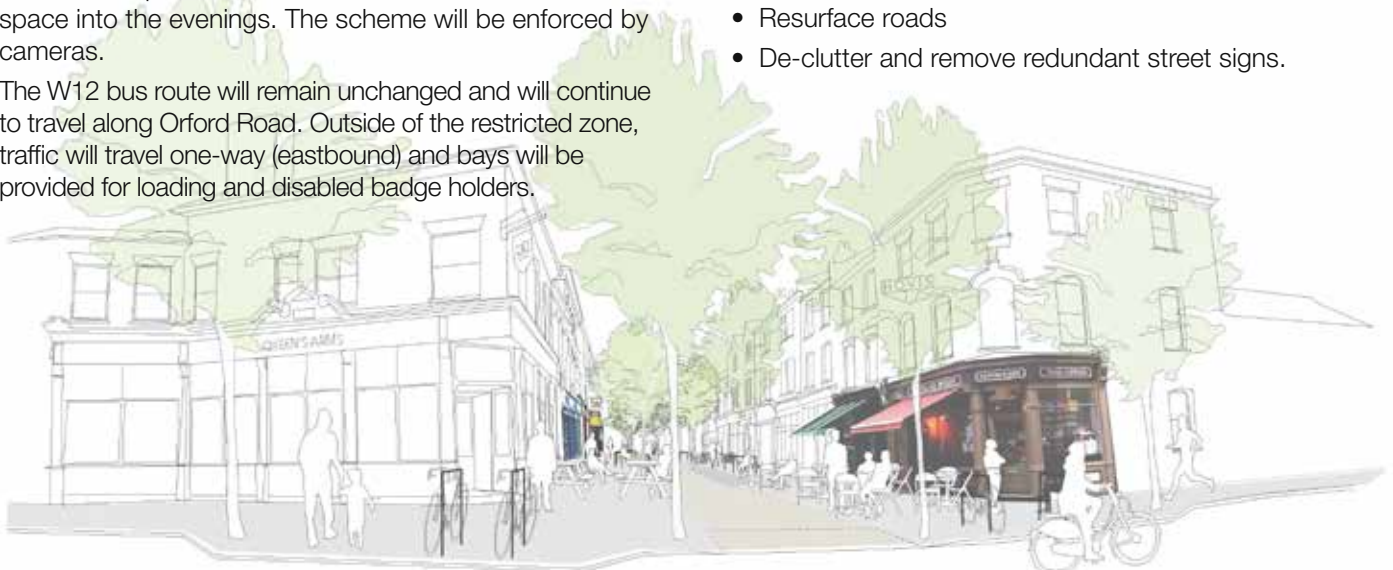 space into the evenings. The scheme will be enforced by
cameras.
The W12 bus route will remain unchanged and will continue
to travel along Orford Road. Outside of the restricted zone,
traffic will travel one-way (eastbound) and bays will be
provided for loading and disabled badge holders.
• Resurface roads
• De-clutter and remove redundant street signs.
QUEEN'S ARMS